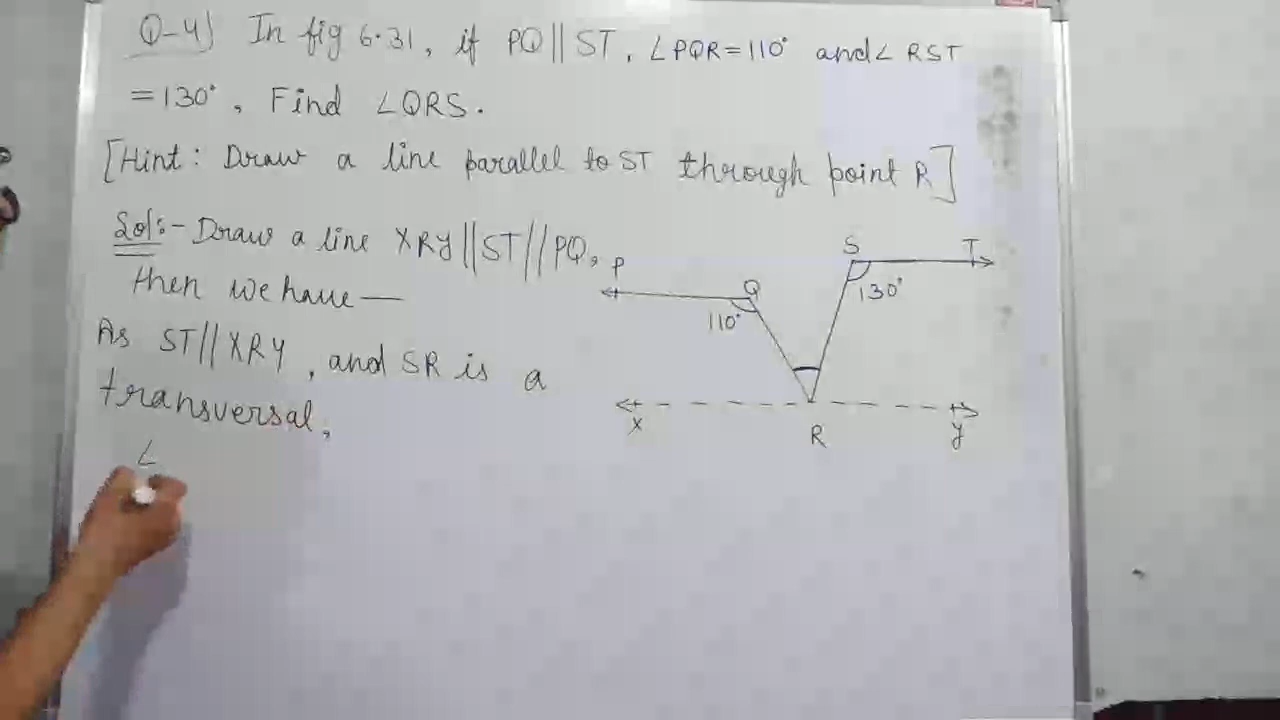 Q-4) In fig 6.31, if PQ||ST, ∠PQR=110° and ∠RST
=130°, Find ∠QRS.
[Hint: Draw a line parallel to ST through point R]
Sol:- Draw a line XRY||ST||PQ,
then we have—
As ST||XRY, and SR is a
transversal,
∠
P
Q
110°
S
T
130°
X
R
Y